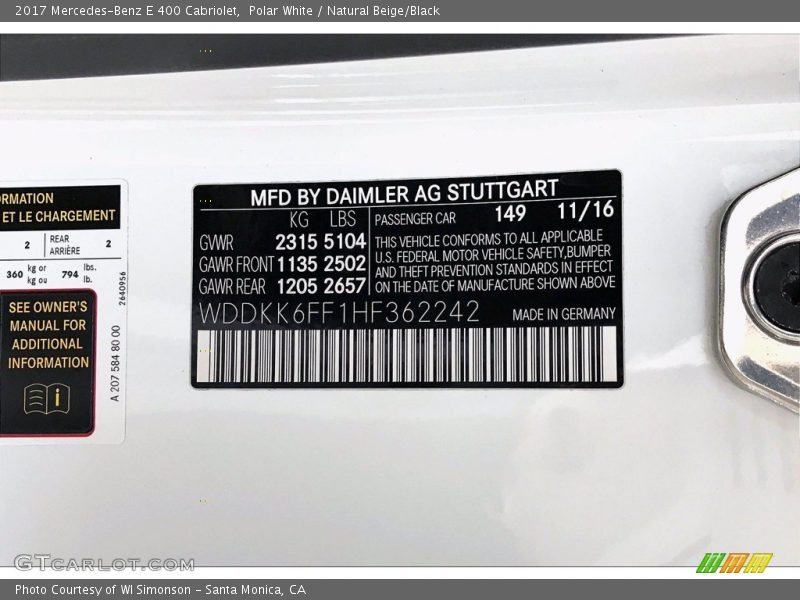 2017 Mercedes-Benz E 400 Cabriolet,  Polar White / Natural Beige/Black
RMATION
ET LE CHARGEMENT
2 REAR ARRIÈRE 2
360 kg or kg ou 794 lbs. lb.
SEE OWNER'S
MANUAL FOR
ADDITIONAL
INFORMATION
i
2640956
A 207 584 80 00
MFD BY DAIMLER AG STUTTGART
KG LBS PASSENGER CAR 149 11/16
GVWR 2315 5104
GAWR FRONT 1135 2502
GAWR REAR 1205 2657
THIS VEHICLE CONFORMS TO ALL APPLICABLE
U.S. FEDERAL MOTOR VEHICLE SAFETY,BUMPER
AND THEFT PREVENTION STANDARDS IN EFFECT
ON THE DATE OF MANUFACTURE SHOWN ABOVE
WDDKK6FF1HF362242 MADE IN GERMANY
GTCARLOT.COM
Photo Courtesy of WI Simonson - Santa Monica, CA